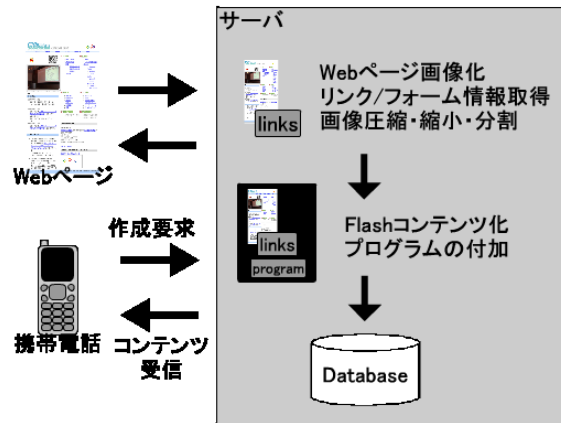 サーバ
Webページ画像化
リンク/フォーム情報取得
画像圧縮・縮小・分割
links
Webページ
作成要求
Flashコンテンツ化
プログラムの付加
links
program
携帯電話
コンテンツ
受信
Database